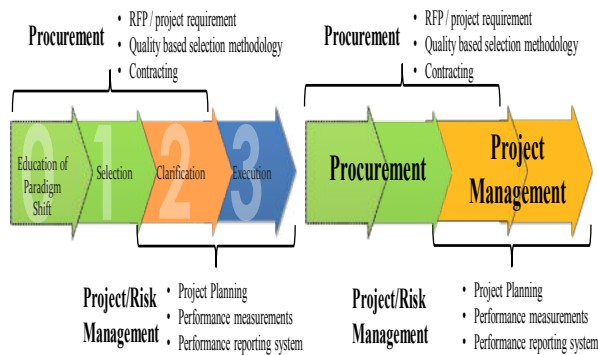 Procurement
• RFP / project requirement
• Quality based selection methodology
• Contracting
0
1
2
3
Education of
Paradigm
Shift
Selection
Clarification
Execution
Project/Risk
Management
• Project Planning
• Performance measurements
• Performance reporting system
Procurement
• RFP / project requirement
• Quality based selection methodology
• Contracting
Procurement
Project
Management
Project/Risk
Management
• Project Planning
• Performance measurements
• Performance reporting system